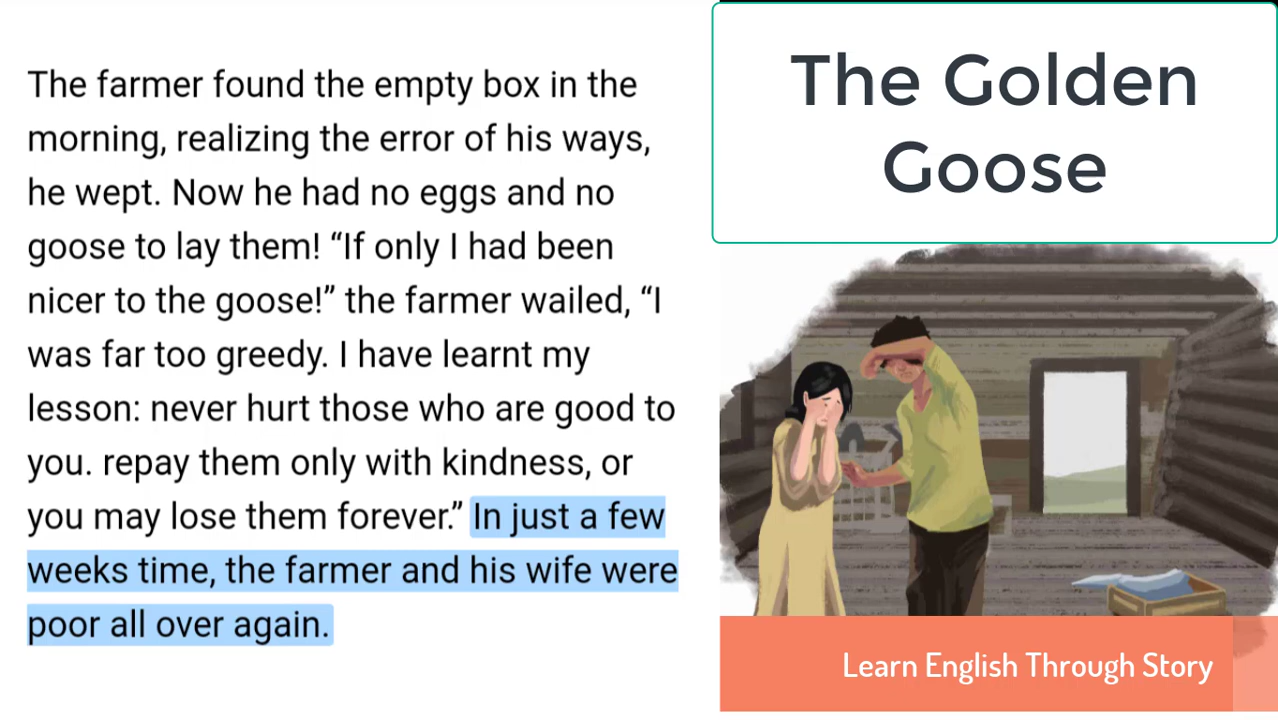 The farmer found the empty box in the
morning, realizing the error of his ways,
he wept. Now he had no eggs and no
goose to lay them! “If only I had been
nicer to the goose!” the farmer wailed, “I
was far too greedy. I have learnt my
lesson: never hurt those who are good to
you. repay them only with kindness, or
you may lose them forever.” In just a few
weeks time, the farmer and his wife were
poor all over again.
The Golden
Goose
Learn English Through Story